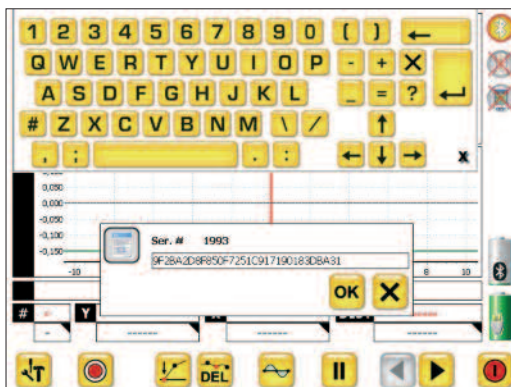 1 2 3 4 5 6 7 8 9 0 ( ) ←
Q W E R T Y U I O P - + X
A S D F G H J K L _ = ? ↵
# Z X C V B N M \ / ↑
, ; . : ← ↓ → x
0,050
0,000
-0,050
-0,100
-0,150
-10 8 10
Ser. # 1993
9F2BA2D8F850F7251C917190183DBA31
OK X
# Y
- ------ ------ ------
T DEL